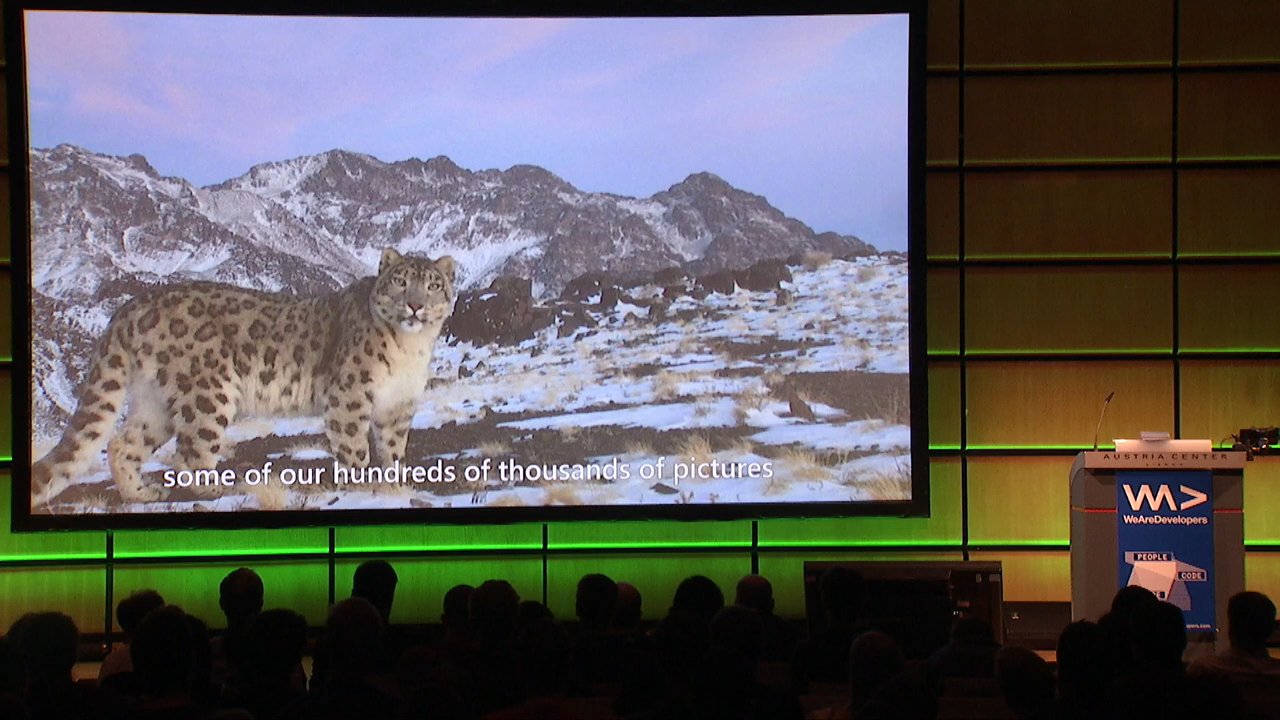 some of our hundreds of thousands of pictures
AUSTRIA CENTER
WeAreDevelopers
PEOPLE
CODE